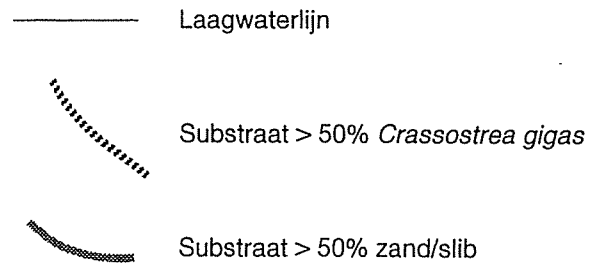 Laagwaterlijn
Substraat > 50% Crassostrea gigas
Substraat > 50% zand/slib